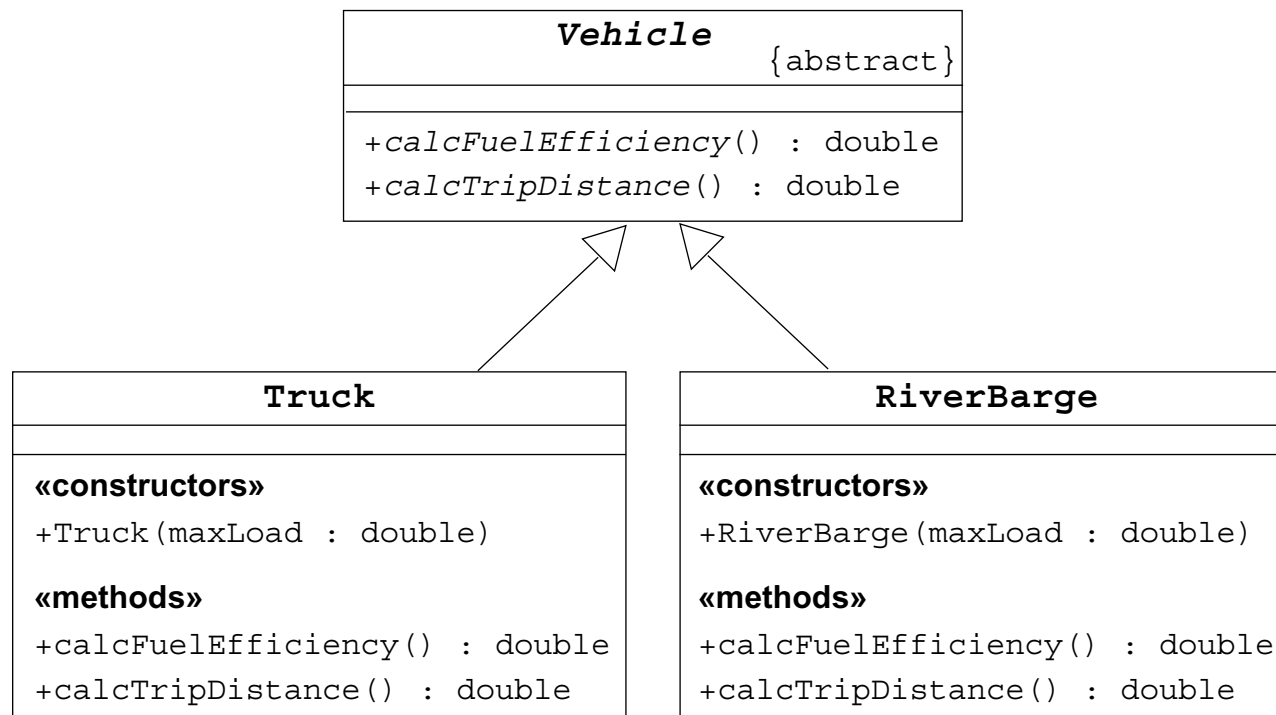 Vehicle
{abstract}
+calcFuelEfficiency() : double
+calcTripDistance() : double
Truck
«constructors»
+Truck(maxLoad : double)
«methods»
+calcFuelEfficiency() : double
+calcTripDistance() : double
RiverBarge
«constructors»
+RiverBarge(maxLoad : double)
«methods»
+calcFuelEfficiency() : double
+calcTripDistance() : double